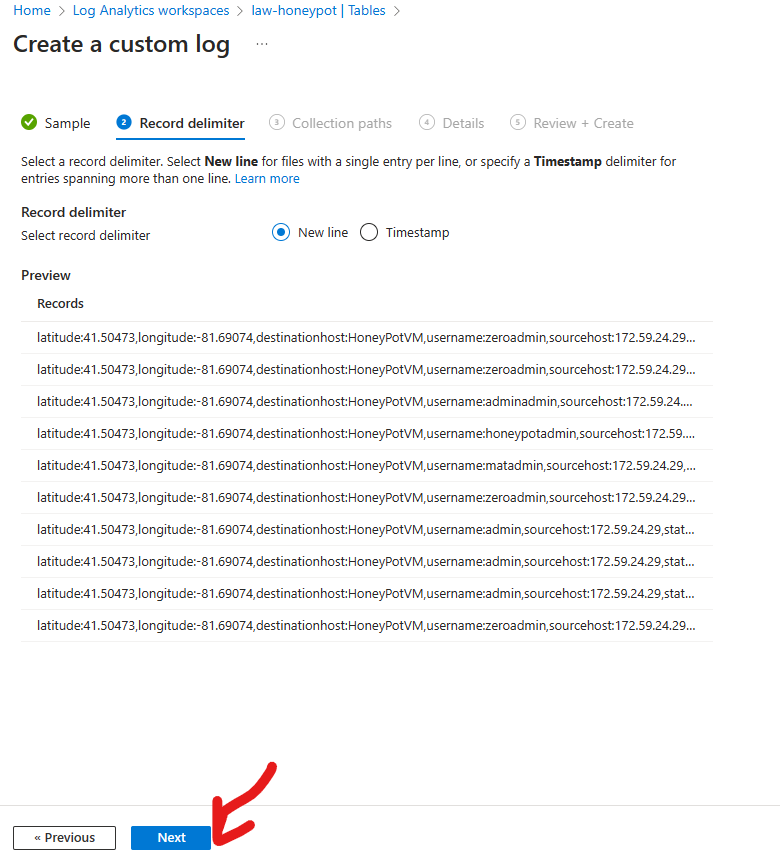 Home > Log Analytics workspaces > law-honeypot | Tables >
Create a custom log ...
Sample 2 Record delimiter 3 Collection paths 4 Details 5 Review + Create
Select a record delimiter. Select New line for files with a single entry per line, or specify a Timestamp delimiter for
entries spanning more than one line. Learn more
Record delimiter
Select record delimiter New line Timestamp
Preview
Records
latitude:41.50473,longitude:-81.69074,destinationhost:HoneyPotVM,username:zeroadmin,sourcehost:172.59.24.29...
latitude:41.50473,longitude:-81.69074,destinationhost:HoneyPotVM,username:zeroadmin,sourcehost:172.59.24.29...
latitude:41.50473,longitude:-81.69074,destinationhost:HoneyPotVM,username:adminadmin,sourcehost:172.59.24....
latitude:41.50473,longitude:-81.69074,destinationhost:HoneyPotVM,username:honeypotadmin,sourcehost:172.59....
latitude:41.50473,longitude:-81.69074,destinationhost:HoneyPotVM,username:matadmin,sourcehost:172.59.24.29,...
latitude:41.50473,longitude:-81.69074,destinationhost:HoneyPotVM,username:zeroadmin,sourcehost:172.59.24.29...
latitude:41.50473,longitude:-81.69074,destinationhost:HoneyPotVM,username:admin,sourcehost:172.59.24.29,stat...
latitude:41.50473,longitude:-81.69074,destinationhost:HoneyPotVM,username:admin,sourcehost:172.59.24.29,stat...
latitude:41.50473,longitude:-81.69074,destinationhost:HoneyPotVM,username:admin,sourcehost:172.59.24.29,stat...
latitude:41.50473,longitude:-81.69074,destinationhost:HoneyPotVM,username:zeroadmin,sourcehost:172.59.24.29...
« Previous Next